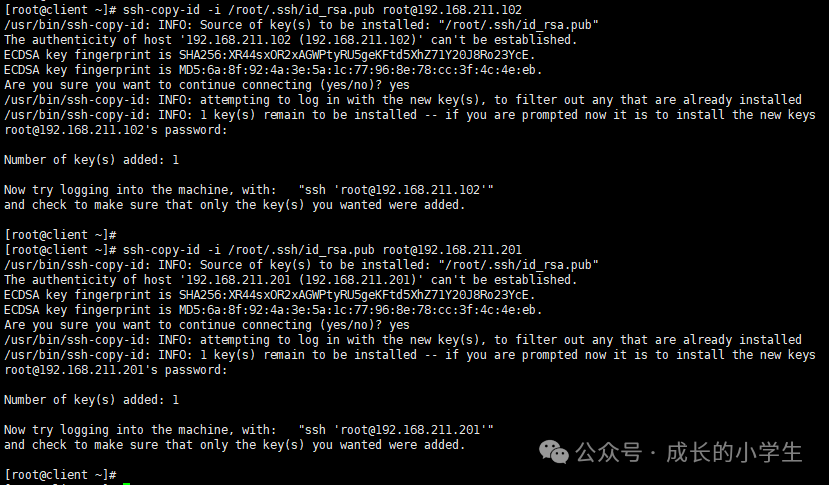 [root@client ~]# ssh-copy-id -i /root/.ssh/id_rsa.pub root@192.168.211.102
/usr/bin/ssh-copy-id: INFO: Source of key(s) to be installed: "/root/.ssh/id_rsa.pub"
The authenticity of host '192.168.211.102 (192.168.211.102)' can't be established.
ECDSA key fingerprint is SHA256:XR44sxOR2xAGWPtyRU5geKFtd5XhZ71Y20J8Ro23YcE.
ECDSA key fingerprint is MD5:6a:8f:92:4a:3e:5a:1c:77:96:8e:78:cc:3f:4c:4e:eb.
Are you sure you want to continue connecting (yes/no)? yes
/usr/bin/ssh-copy-id: INFO: attempting to log in with the new key(s), to filter out any that are already installed
/usr/bin/ssh-copy-id: INFO: 1 key(s) remain to be installed -- if you are prompted now it is to install the new keys
root@192.168.211.102's password:
Number of key(s) added: 1
Now try logging into the machine, with:   "ssh 'root@192.168.211.102'"
and check to make sure that only the key(s) you wanted were added.
[root@client ~]#
[root@client ~]# ssh-copy-id -i /root/.ssh/id_rsa.pub root@192.168.211.201
/usr/bin/ssh-copy-id: INFO: Source of key(s) to be installed: "/root/.ssh/id_rsa.pub"
The authenticity of host '192.168.211.201 (192.168.211.201)' can't be established.
ECDSA key fingerprint is SHA256:XR44sxOR2xAGWPtyRU5geKFtd5XhZ71Y20J8Ro23YcE.
ECDSA key fingerprint is MD5:6a:8f:92:4a:3e:5a:1c:77:96:8e:78:cc:3f:4c:4e:eb.
Are you sure you want to continue connecting (yes/no)? yes
/usr/bin/ssh-copy-id: INFO: attempting to log in with the new key(s), to filter out any that are already installed
/usr/bin/ssh-copy-id: INFO: 1 key(s) remain to be installed -- if you are prompted now it is to install the new keys
root@192.168.211.201's password:
Number of key(s) added: 1
Now try logging into the machine, with:   "ssh 'root@192.168.211.201'"
and check to make sure that only the key(s) you wanted were added.
公众号 · 成长的小学生
[root@client ~]#